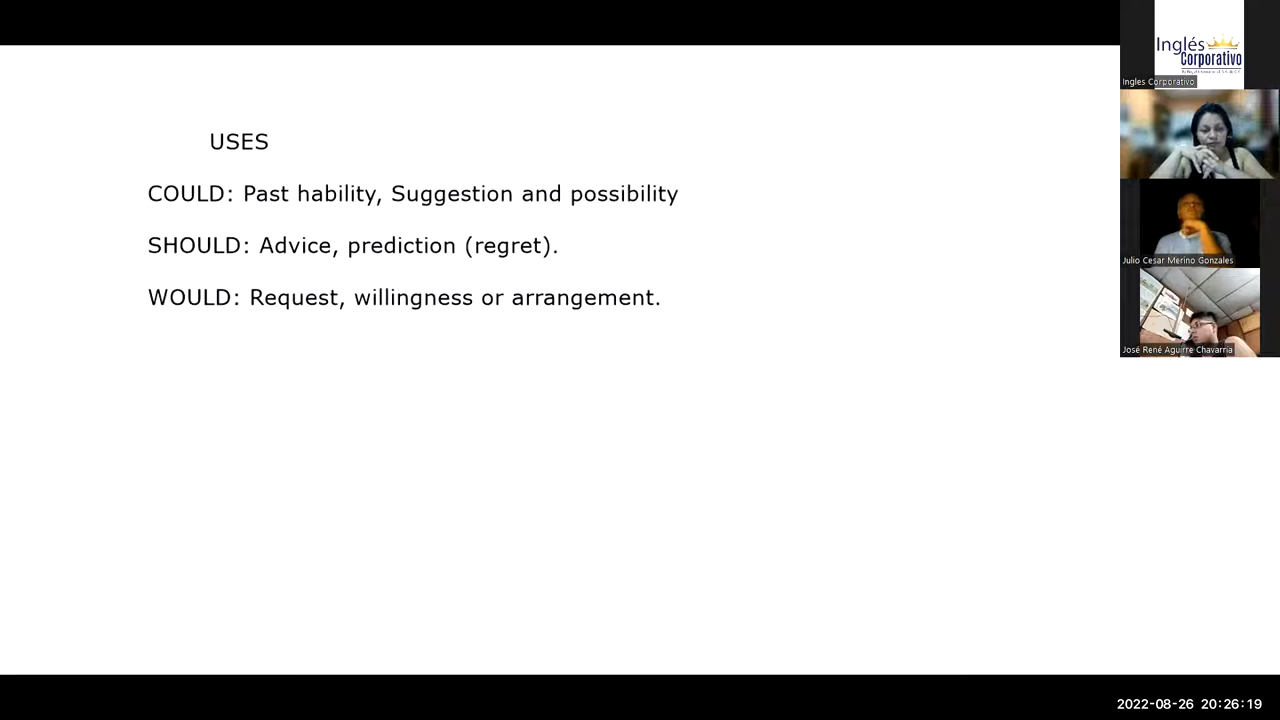 USES
COULD: Past hability, Suggestion and possibility
SHOULD: Advice, prediction (regret).
WOULD: Request, willingness or arrangement.
Inglés
Corporativo
Ingles Corporativo
Julio Cesar Merino Gonzales
José René Aguirre Chavarria
2022-08-26 20:26:19